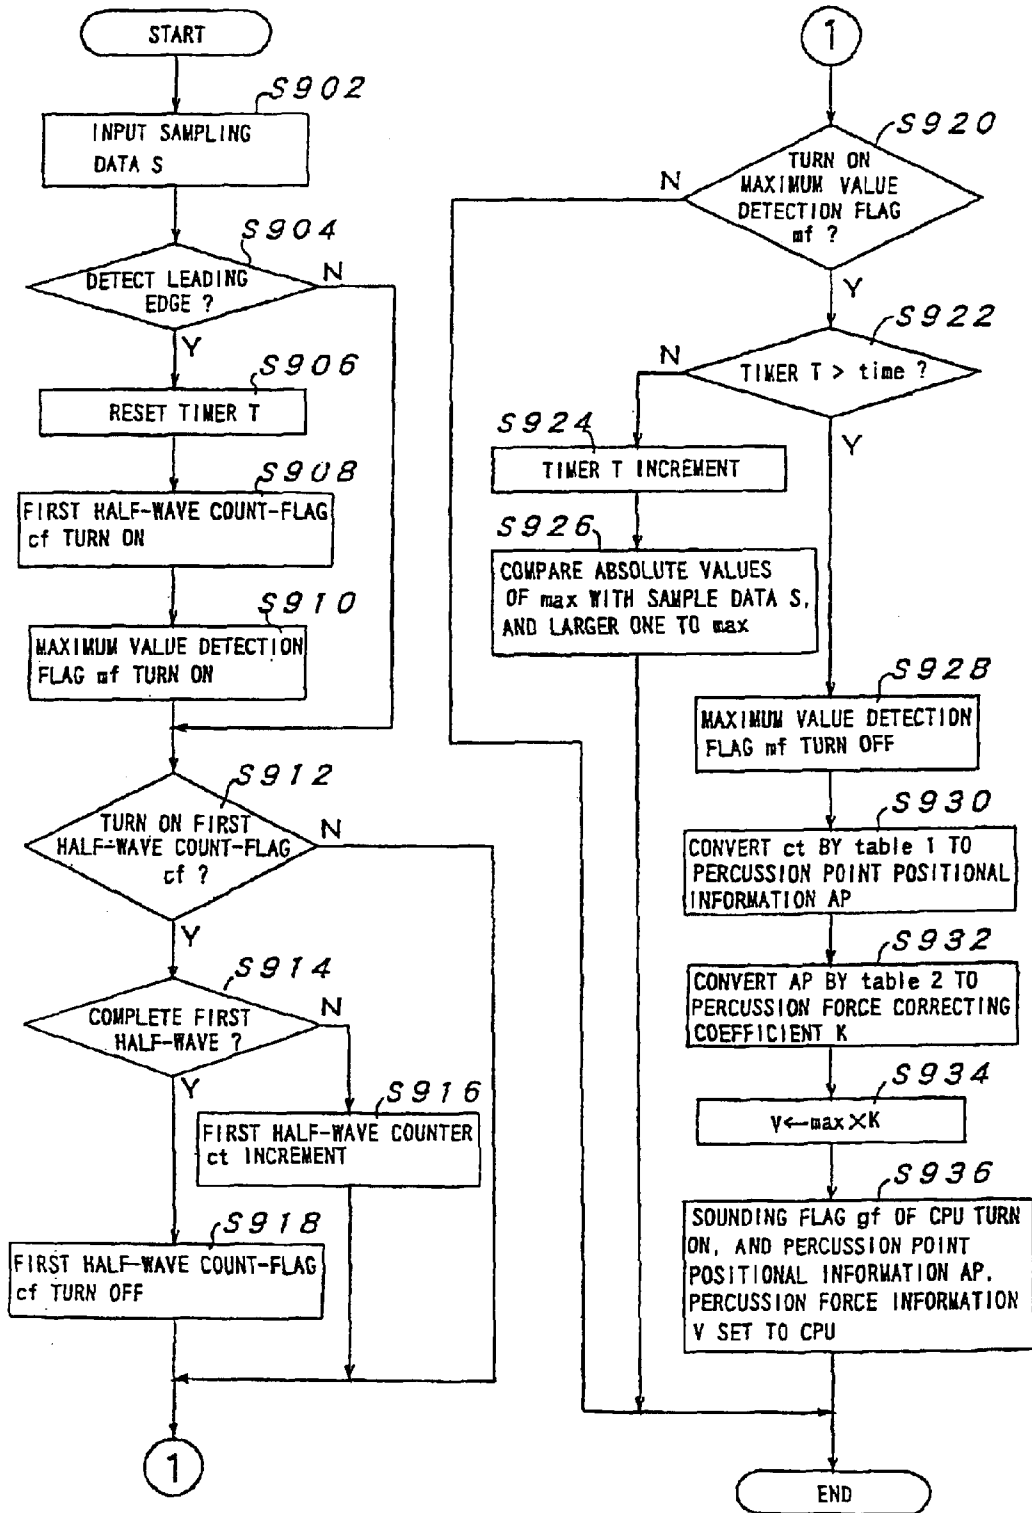 START
S902
INPUT SAMPLING
DATA S
S904
DETECT LEADING
EDGE ?
N
Y
S906
RESET TIMER T
S908
FIRST HALF-WAVE COUNT-FLAG
cf TURN ON
S910
MAXIMUM VALUE DETECTION
FLAG mf TURN ON
S912
TURN ON FIRST
HALF-WAVE COUNT-FLAG
cf ?
N
Y
S914
COMPLETE FIRST
HALF-WAVE ?
N
Y
S916
FIRST HALF-WAVE COUNTER
ct INCREMENT
S918
FIRST HALF-WAVE COUNT-FLAG
cf TURN OFF
1
1
S920
TURN ON
MAXIMUM VALUE
DETECTION FLAG
mf ?
N
Y
S922
TIMER T > time ?
N
Y
S924
TIMER T INCREMENT
S926
COMPARE ABSOLUTE VALUES
OF max WITH SAMPLE DATA S,
AND LARGER ONE TO max
S928
MAXIMUM VALUE DETECTION
FLAG mf TURN OFF
S930
CONVERT ct BY table 1 TO
PERCUSSION POINT POSITIONAL
INFORMATION AP
S932
CONVERT AP BY table 2 TO
PERCUSSION FORCE CORRECTING
COEFFICIENT K
S934
V←max×K
S936
SOUNDING FLAG gf OF CPU TURN
ON, AND PERCUSSION POINT
POSITIONAL INFORMATION AP.
PERCUSSION FORCE INFORMATION
V SET TO CPU
END